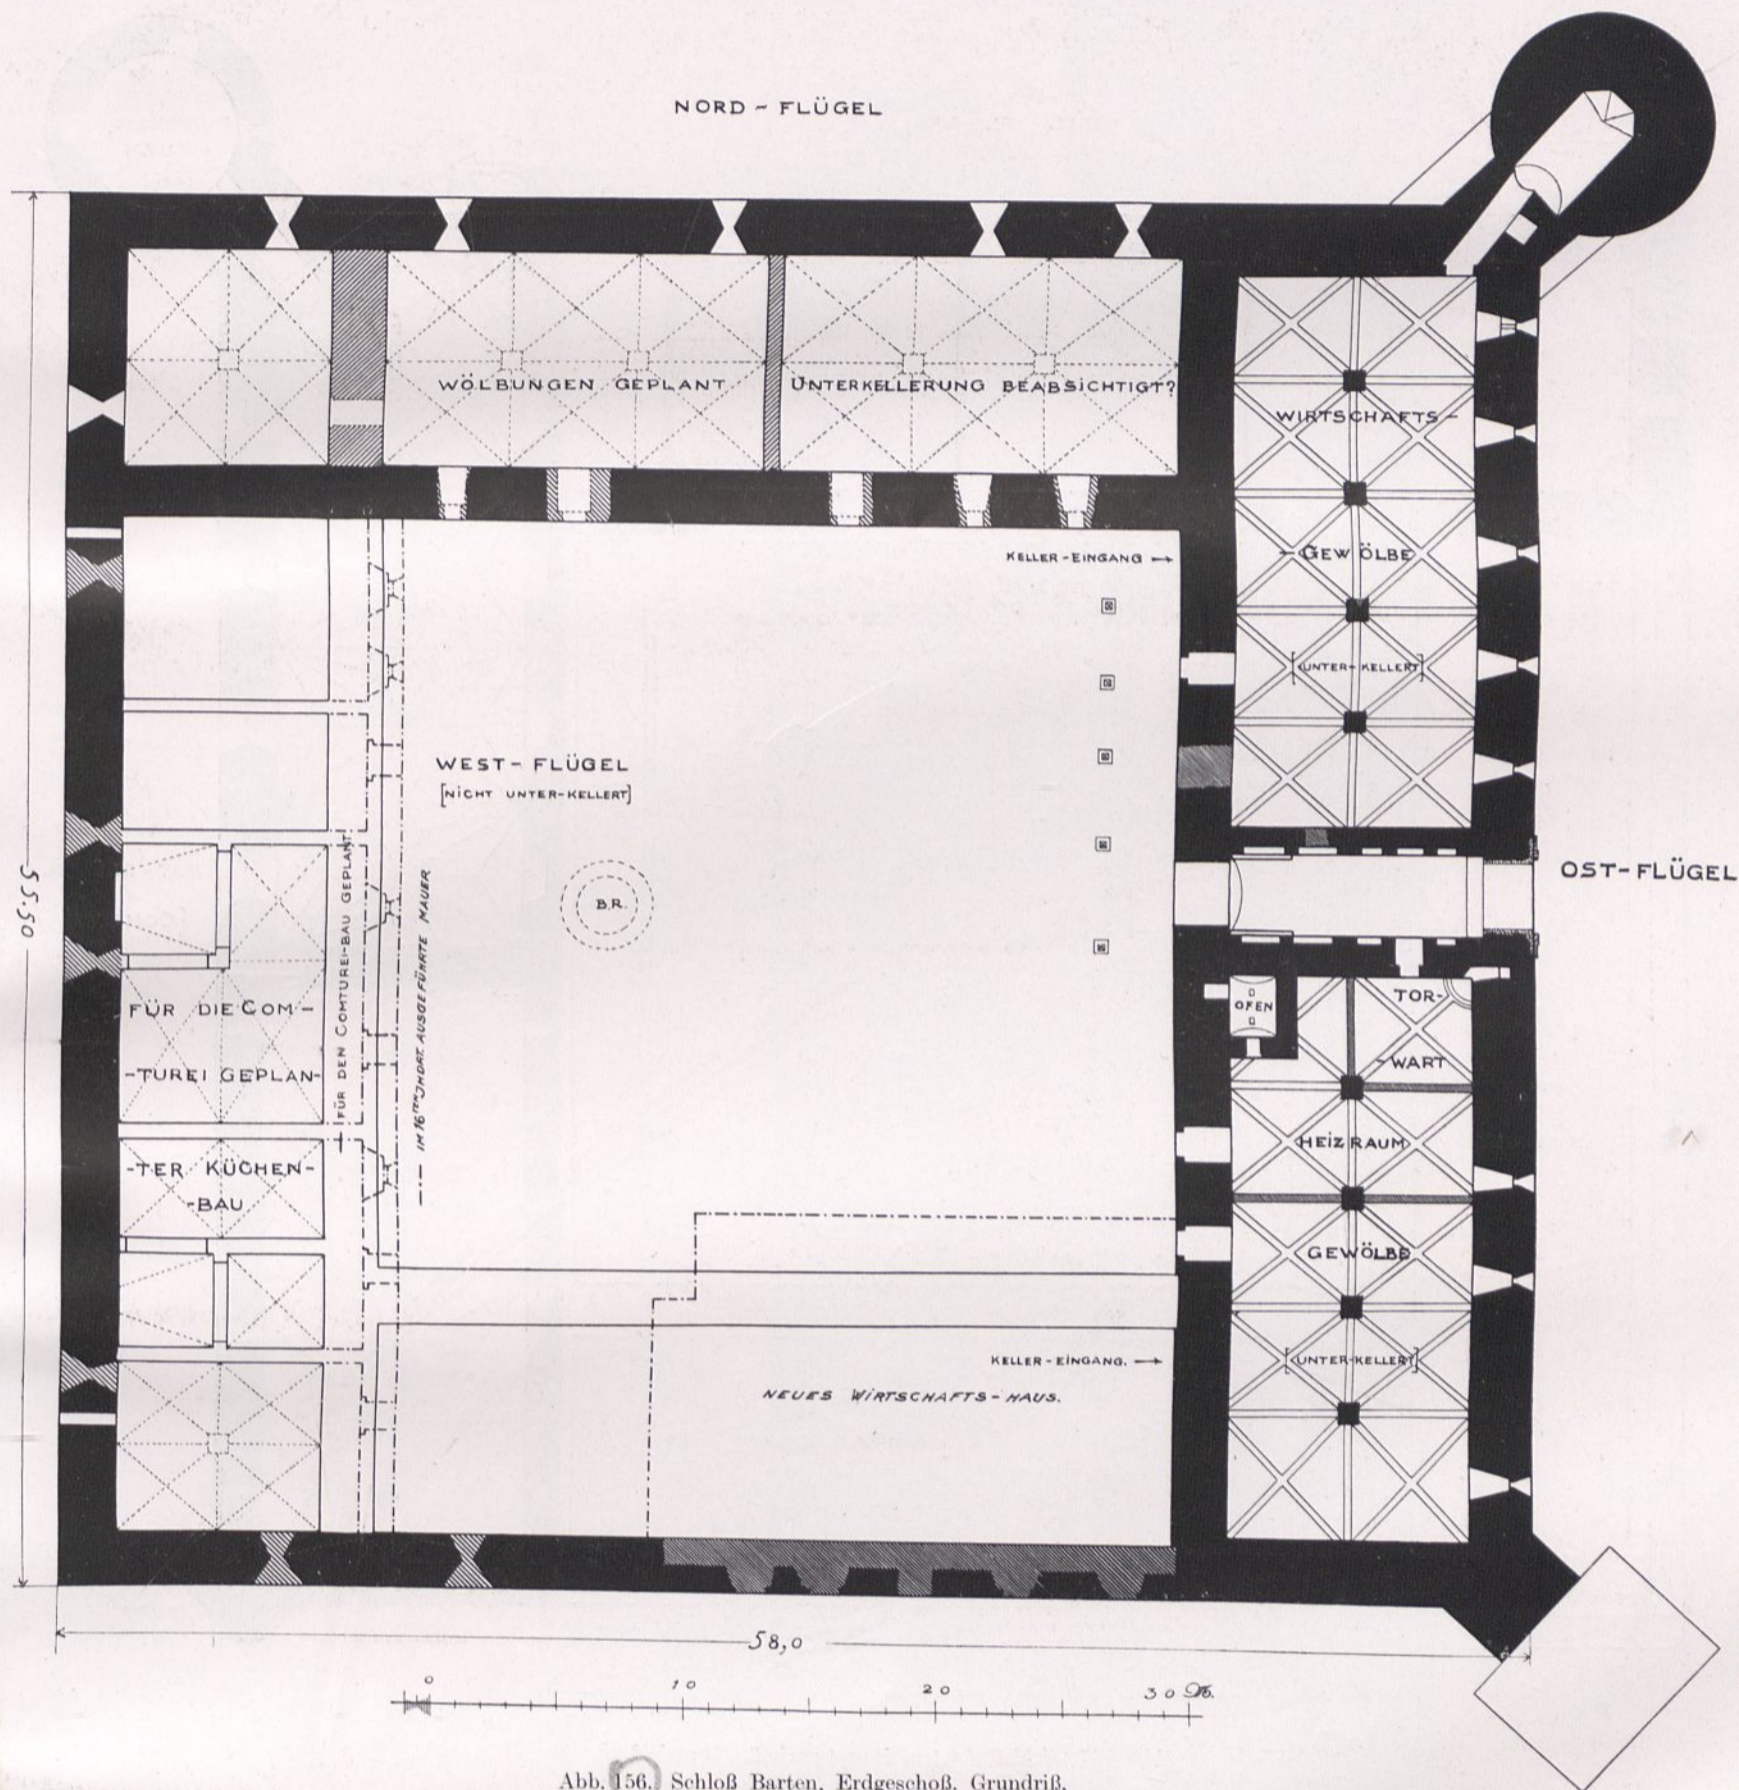 NORD - FLÜGEL
WÖLBUNGEN GEPLANT
UNTERKELLERUNG BEABSICHTIGT?
WIRTSCHAFTS-
-GEWÖLBE
[UNTER-KELLERT]
KELLER-EINGANG →
WEST-FLÜGEL
[NICHT UNTER-KELLERT]
B.R.
OST-FLÜGEL
FÜR DIE COM-
-TUREI GEPLAN-
-TER KÜCHEN-
-BAU
FÜR DEN COMTUREI-BAU GEPLANT
IM 16TEN JHDRT. AUSGEFÜHRTE MAUER
OFEN
TOR-
-WART
HEIZRAUM
GEWÖLBE
[UNTER-KELLERT]
KELLER-EINGANG. →
NEUES WIRTSCHAFTS-HAUS.
55.50
58,0
0 10 20 30 M.
Abb. 156. Schloß Barten. Erdgeschoß. Grundriß.